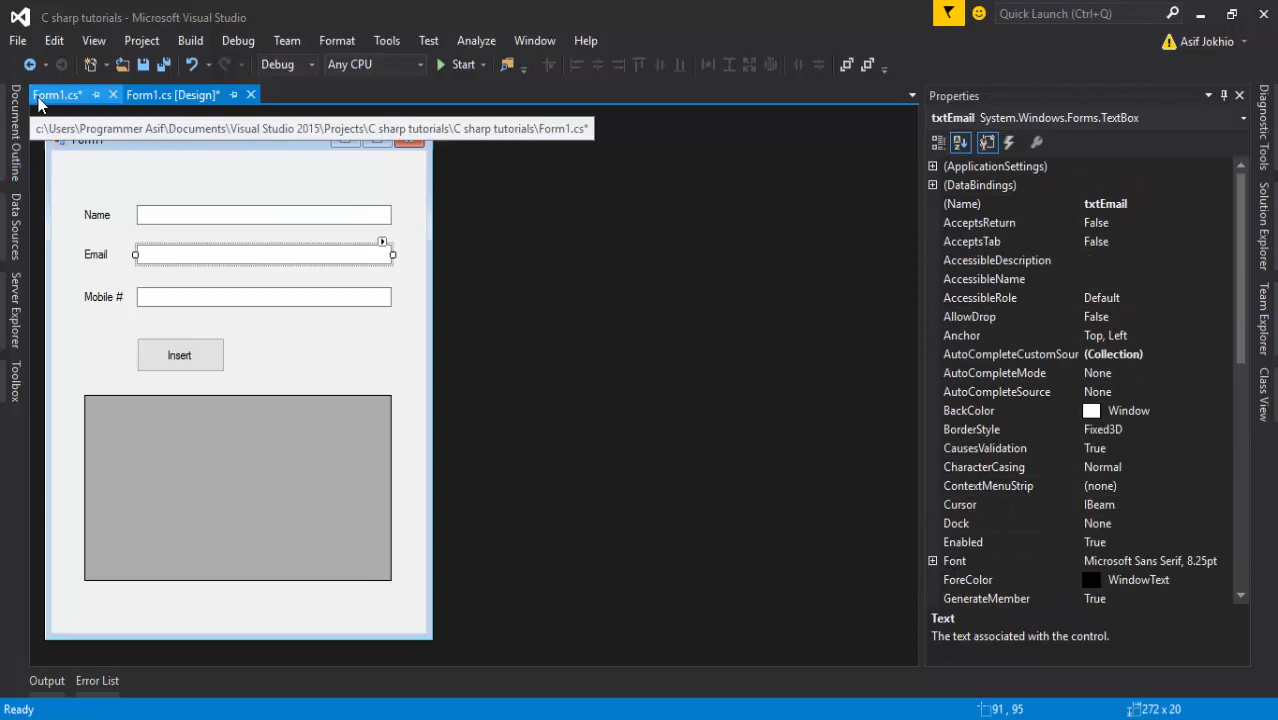 C sharp tutorials - Microsoft Visual Studio
Quick Launch (Ctrl+Q)
File Edit View Project Build Debug Team Format Tools Test Analyze Window Help
Asif Jokhio
Debug Any CPU Start
Form1.cs* Form1.cs [Design]*
c:\Users\Programmer Asif\Documents\Visual Studio 2015\Projects\C sharp tutorials\C sharp tutorials\Form1.cs*
Document Outline
Data Sources
Server Explorer
Toolbox
Form1
Name
Email
Mobile #
Insert
Properties
txtEmail System.Windows.Forms.TextBox
(ApplicationSettings)
(DataBindings)
(Name) txtEmail
AcceptsReturn False
AcceptsTab False
AccessibleDescription
AccessibleName
AccessibleRole Default
AllowDrop False
Anchor Top, Left
AutoCompleteCustomSour (Collection)
AutoCompleteMode None
AutoCompleteSource None
BackColor Window
BorderStyle Fixed3D
CausesValidation True
CharacterCasing Normal
ContextMenuStrip (none)
Cursor IBeam
Dock None
Enabled True
Font Microsoft Sans Serif, 8.25pt
ForeColor WindowText
GenerateMember True
Text
The text associated with the control.
Diagnostic Tools
Solution Explorer
Team Explorer
Class View
Output Error List
Ready 91 , 95 272 x 20